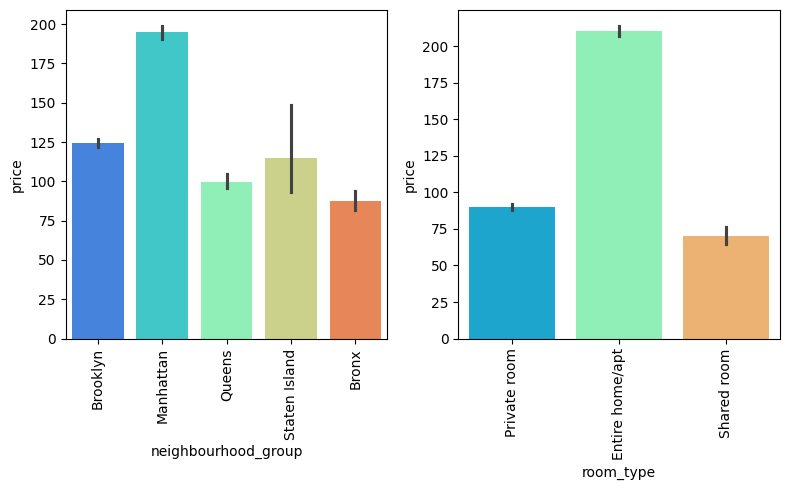 price
200
175
150
125
100
75
50
25
0
Brooklyn
Manhattan
Queens
Staten Island
Bronx
neighbourhood_group
price
200
175
150
125
100
75
50
25
0
Private room
Entire home/apt
Shared room
room_type